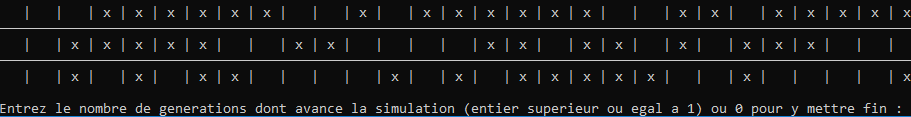 |   |   | x | x | x | x | x | x |   |   | x |   | x | x | x | x | x | x |   |   | x | x |   | x | x | x | x | x
|   | x | x | x | x | x |   |   | x | x |   |   |   |   | x | x |   | x | x |   | x |   | x | x | x |   |   |
|   | x |   | x |   | x | x |   |   |   |   | x |   | x |   | x | x | x | x | x |   |   | x |   |   |   |   | x
Entrez le nombre de generations dont avance la simulation (entier superieur ou egal a 1) ou 0 pour y mettre fin :